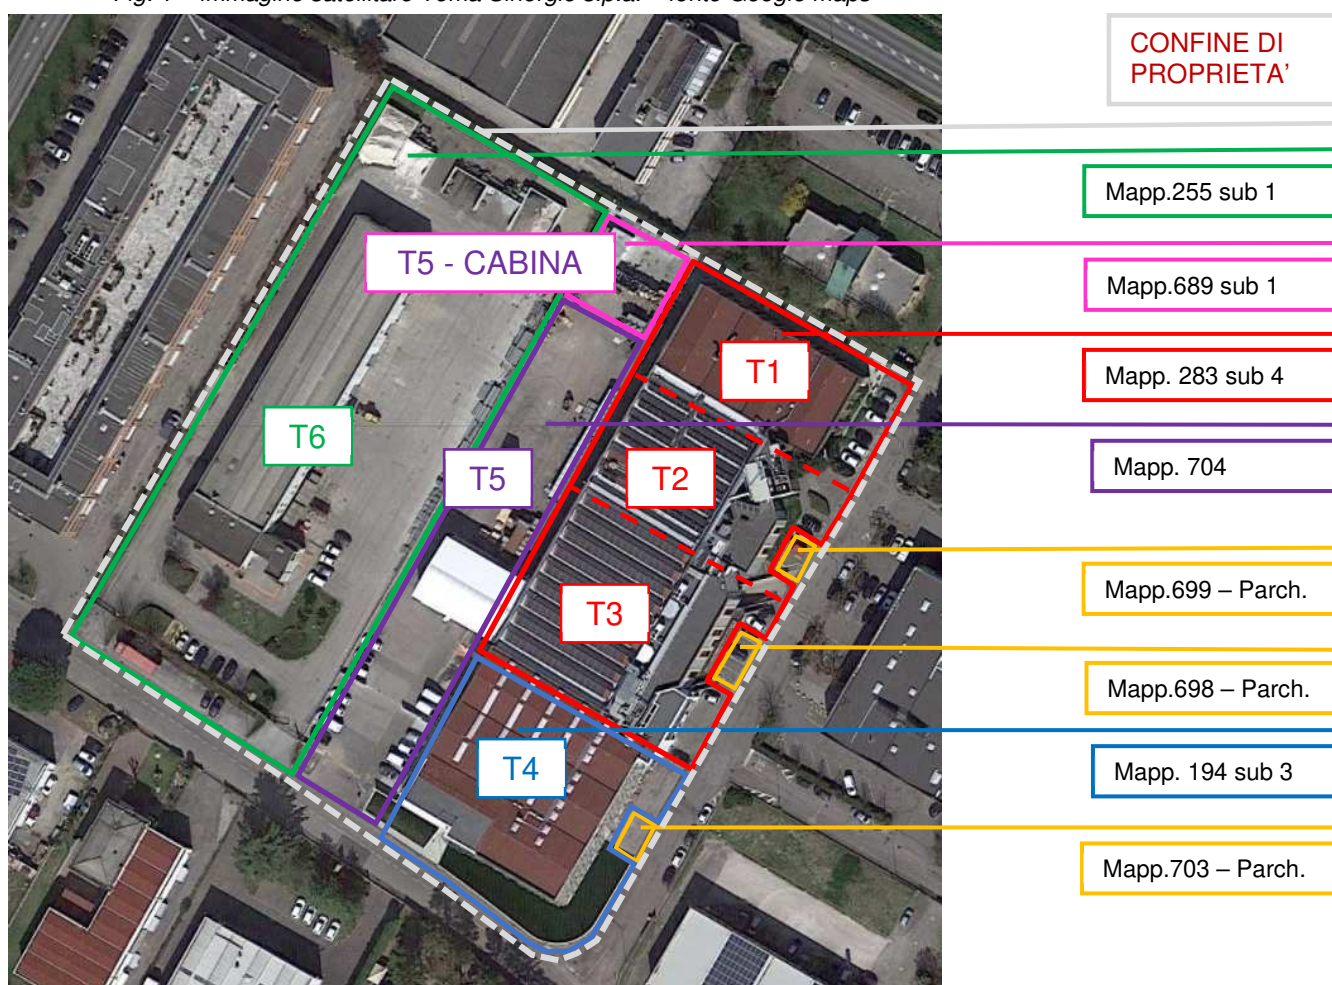 CONFINE DI
PROPRIETA'
Mapp.255 sub 1
T5 - CABINA
Mapp.689 sub 1
T1
Mapp. 283 sub 4
T6
T2
T5
Mapp. 704
Mapp.699 – Parch.
T3
Mapp.698 – Parch.
T4
Mapp. 194 sub 3
Mapp.703 – Parch.